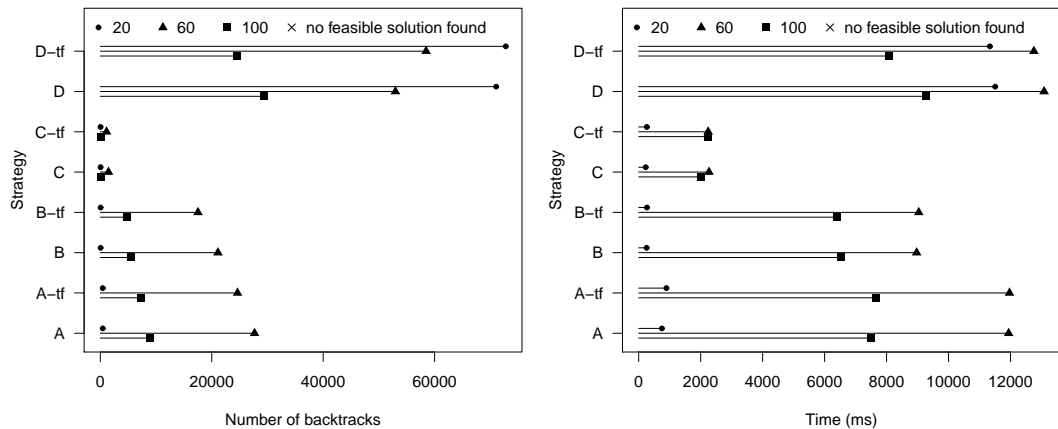 20 60 100 no feasible solution found
Strategy
D−tf
D
C−tf
C
B−tf
B
A−tf
A
0 20000 40000 60000
Number of backtracks
20 60 100 no feasible solution found
Strategy
D−tf
D
C−tf
C
B−tf
B
A−tf
A
0 2000 4000 6000 8000 10000 12000
Time (ms)